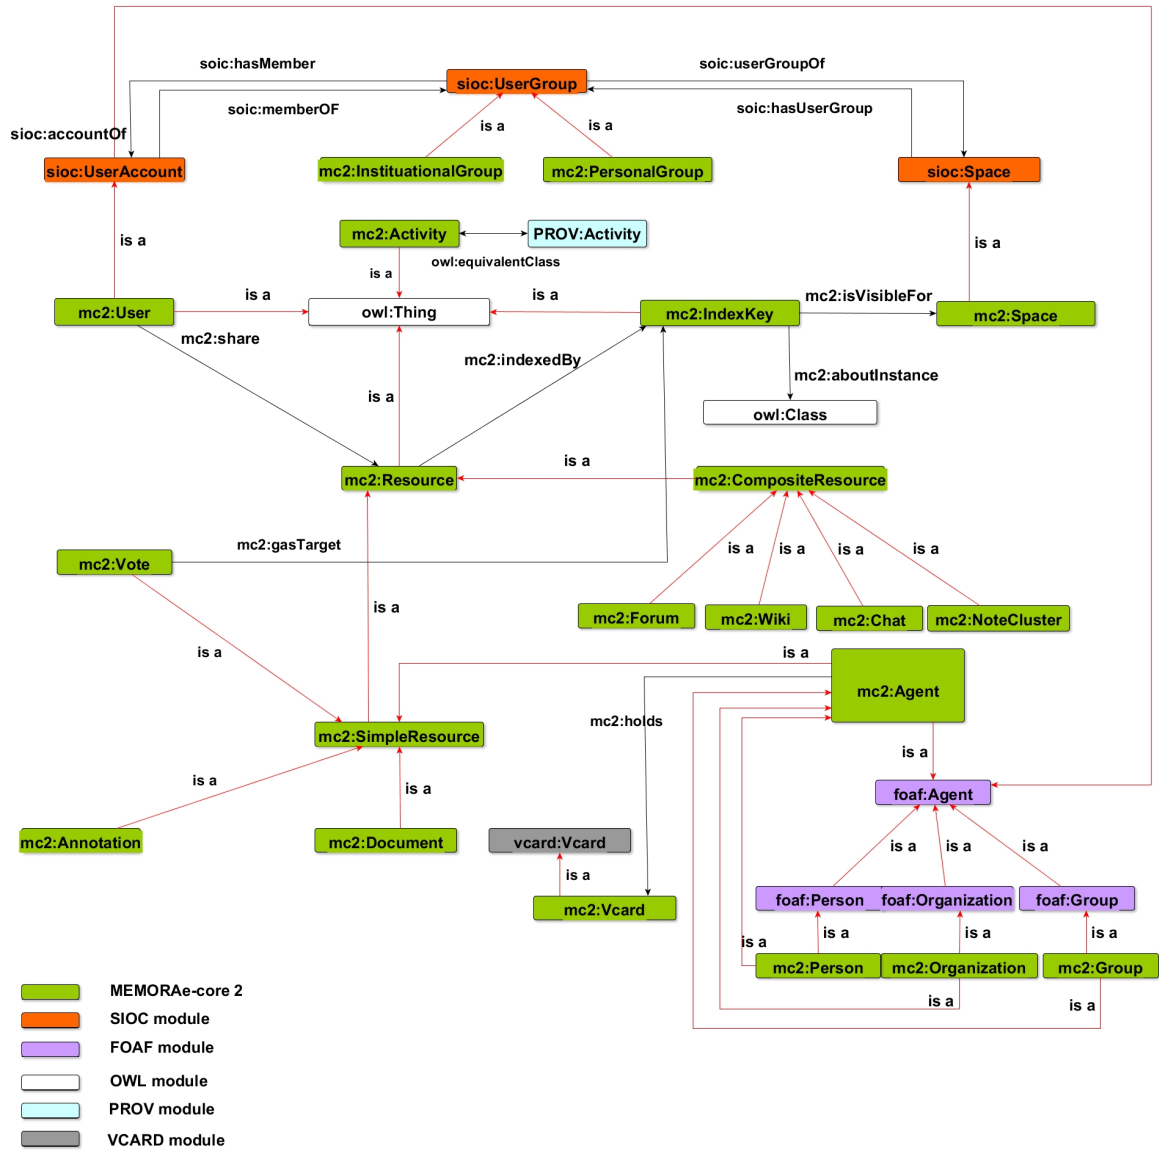 soic:hasMember
sioc:UserGroup
soic:userGroupOf
soic:memberOF
soic:hasUserGroup
sioc:accountOf
is a
is a
sioc:UserAccount
mc2:InstituationalGroup
mc2:PersonalGroup
sioc:Space
is a
mc2:Activity
PROV:Activity
is a
owl:equivalentClass
is a
is a
is a
mc2:isVisibleFor
mc2:User
owl:Thing
mc2:IndexKey
mc2:Space
mc2:share
mc2:indexedBy
mc2:aboutInstance
is a
owl:Class
is a
mc2:Resource
mc2:CompositeResource
mc2:gasTarget
is a
is a
is a
is a
mc2:Vote
is a
mc2:Forum
mc2:Wiki
mc2:Chat
mc2:NoteCluster
is a
is a
mc2:Agent
mc2:holds
mc2:SimpleResource
is a
is a
is a
foaf:Agent
mc2:Annotation
mc2:Document
vcard:Vcard
is a
is a
is a
is a
foaf:Person
foaf:Organization
foaf:Group
mc2:Vcard
is a
is a
is a
is a
mc2:Person
mc2:Organization
mc2:Group
is a
is a
MEMORAe-core 2
SIOC module
FOAF module
OWL module
PROV module
VCARD module